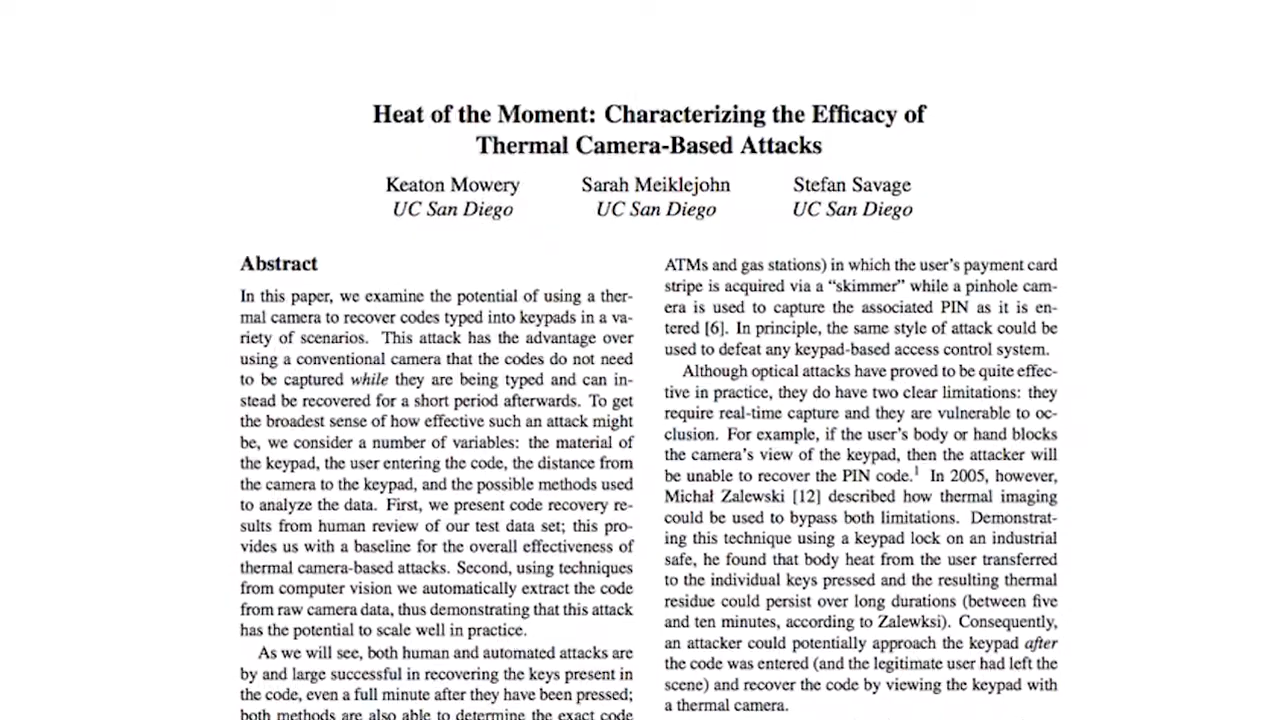 Heat of the Moment: Characterizing the Efficacy of
Thermal Camera-Based Attacks
Keaton Mowery
UC San Diego
Sarah Meiklejohn
UC San Diego
Stefan Savage
UC San Diego
Abstract
In this paper, we examine the potential of using a ther-
mal camera to recover codes typed into keypads in a va-
riety of scenarios. This attack has the advantage over
using a conventional camera that the codes do not need
to be captured while they are being typed and can in-
stead be recovered for a short period afterwards. To get
the broadest sense of how effective such an attack might
be, we consider a number of variables: the material of
the keypad, the user entering the code, the distance from
the camera to the keypad, and the possible methods used
to analyze the data. First, we present code recovery re-
sults from human review of our test data set; this pro-
vides us with a baseline for the overall effectiveness of
thermal camera-based attacks. Second, using techniques
from computer vision we automatically extract the code
from raw camera data, thus demonstrating that this attack
has the potential to scale well in practice.
As we will see, both human and automated attacks are
by and large successful in recovering the keys present in
the code, even a full minute after they have been pressed;
both methods are also able to determine the exact code
ATMs and gas stations) in which the user's payment card
stripe is acquired via a "skimmer" while a pinhole cam-
era is used to capture the associated PIN as it is en-
tered [6]. In principle, the same style of attack could be
used to defeat any keypad-based access control system.
Although optical attacks have proved to be quite effec-
tive in practice, they do have two clear limitations: they
require real-time capture and they are vulnerable to oc-
clusion. For example, if the user's body or hand blocks
the camera's view of the keypad, then the attacker will
be unable to recover the PIN code.1 In 2005, however,
Michał Zalewski [12] described how thermal imaging
could be used to bypass both limitations. Demonstrat-
ing this technique using a keypad lock on an industrial
safe, he found that body heat from the user transferred
to the individual keys pressed and the resulting thermal
residue could persist over long durations (between five
and ten minutes, according to Zalewksi). Consequently,
an attacker could potentially approach the keypad after
the code was entered (and the legitimate user had left the
scene) and recover the code by viewing the keypad with
a thermal camera.